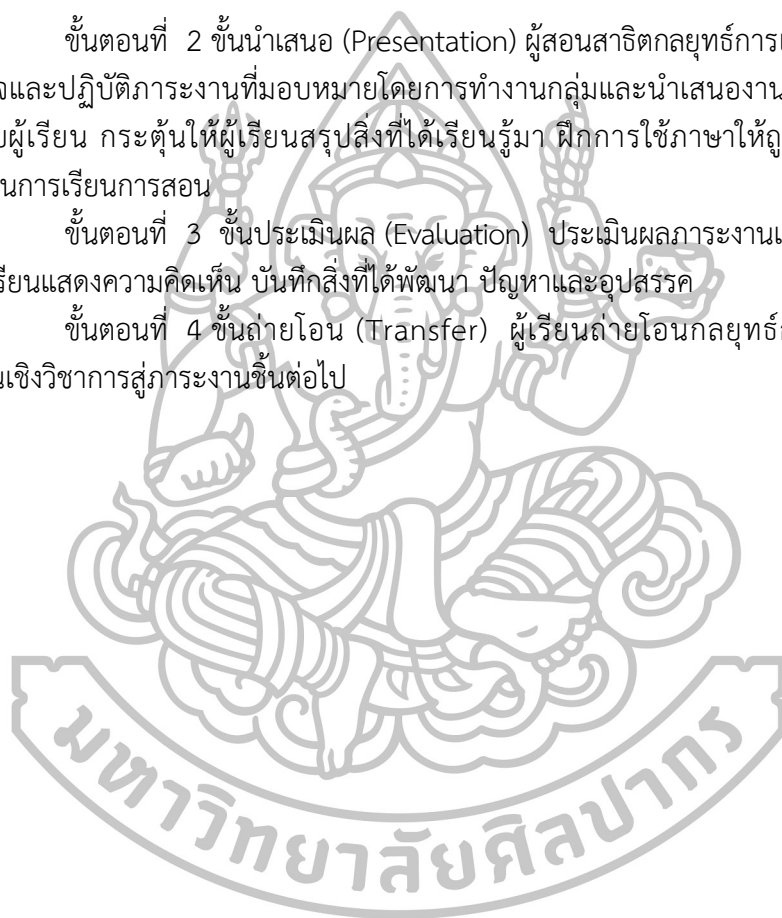 ขั้นตอนที่ 2 ขั้นนำเสนอ (Presentation) ผู้สอนสาธิตกลยุทธ์การ
และปฏิบัติภาระงานที่มอบหมายโดยการทำงานกลุ่มและนำเสนองาน
ผู้เรียน กระตุ้นให้ผู้เรียนสรุปสิ่งที่ได้เรียนรู้มา ฝึกการใช้ภาษาให้
นการเรียนการสอน
ขั้นตอนที่ 3 ขั้นประเมินผล (Evaluation) ประเมินผลภาระงาน
รียนแสดงความคิดเห็น บันทึกสิ่งที่ได้พัฒนา ปัญหาและอุปสรรค
ขั้นตอนที่ 4 ขั้นถ่ายโอน (Transfer) ผู้เรียนถ่ายโอนกลยุทธ์
เชิงวิชาการสู่ภาระงานชิ้นต่อไป
มหาวิทยาลัยศิลปากร